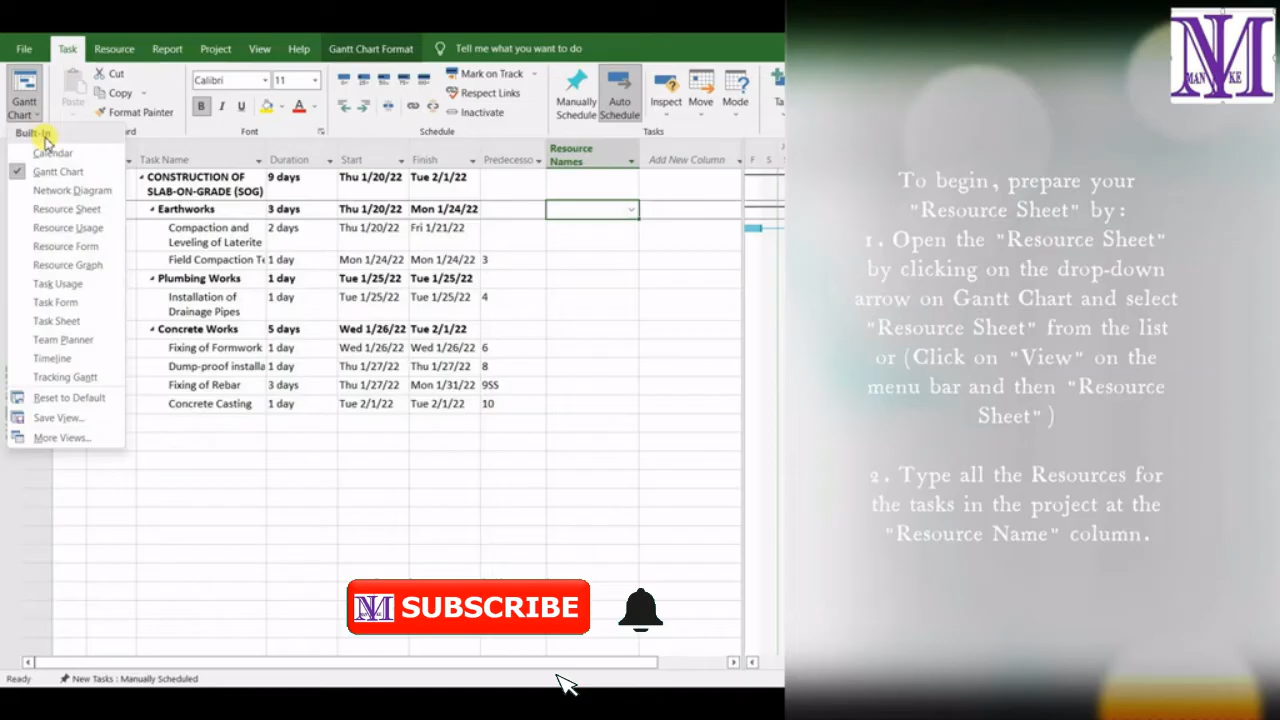 File Task Resource Report Project View Help Gantt Chart Format Tell me what you want to do
Gantt Chart
Paste
Cut
Copy
Format Painter
Calibri 11
B I U A
Font
Mark on Track
Respect Links
Inactivate
Schedule
Manually Schedule
Auto Schedule
Inspect Move Mode
Tasks
Built-In
Calendar
Gantt Chart
Network Diagram
Resource Sheet
Resource Usage
Resource Form
Resource Graph
Task Usage
Task Form
Task Sheet
Team Planner
Timeline
Tracking Gantt
Reset to Default
Save View...
More Views...
Task Name Duration Start Finish Predecesso Resource Names Add New Column F S
CONSTRUCTION OF SLAB-ON-GRADE (SOG) 9 days Thu 1/20/22 Tue 2/1/22
Earthworks 3 days Thu 1/20/22 Mon 1/24/22
Compaction and Leveling of Laterite 2 days Thu 1/20/22 Fri 1/21/22
Field Compaction Te 1 day Mon 1/24/22 Mon 1/24/22 3
Plumbing Works 1 day Tue 1/25/22 Tue 1/25/22
Installation of Drainage Pipes 1 day Tue 1/25/22 Tue 1/25/22 4
Concrete Works 5 days Wed 1/26/22 Tue 2/1/22
Fixing of Formwork 1 day Wed 1/26/22 Wed 1/26/22 6
Dump-proof installa 1 day Thu 1/27/22 Thu 1/27/22 8
Fixing of Rebar 3 days Thu 1/27/22 Mon 1/31/22 9SS
Concrete Casting 1 day Tue 2/1/22 Tue 2/1/22 10
SUBSCRIBE
Ready New Tasks : Manually Scheduled
To begin, prepare your
"Resource Sheet" by:
1. Open the "Resource Sheet"
by clicking on the drop-down
arrow on Gantt Chart and select
"Resource Sheet" from the list
or (Click on "View" on the
menu bar and then "Resource
Sheet")
2. Type all the Resources for
the tasks in the project at the
"Resource Name" column.